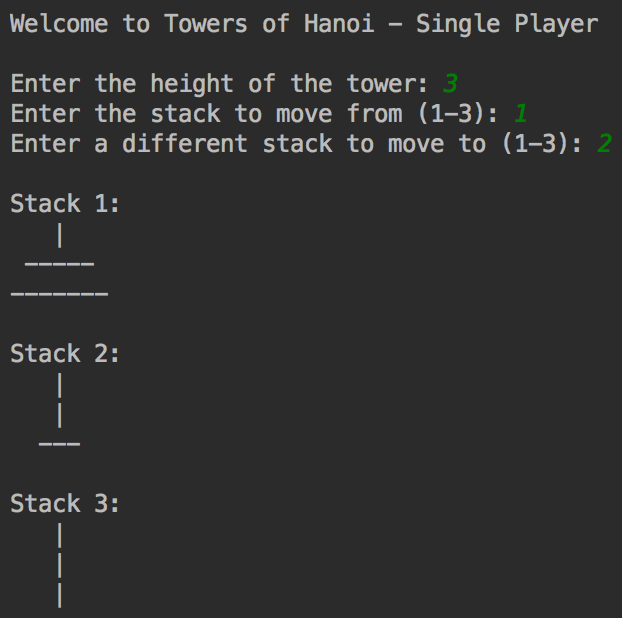 Welcome to Towers of Hanoi - Single Player
Enter the height of the tower: 3
Enter the stack to move from (1-3): 1
Enter a different stack to move to (1-3): 2
Stack 1:
   |
 -----
-------
Stack 2:
   |
   |
  ---
Stack 3:
   |
   |
   |